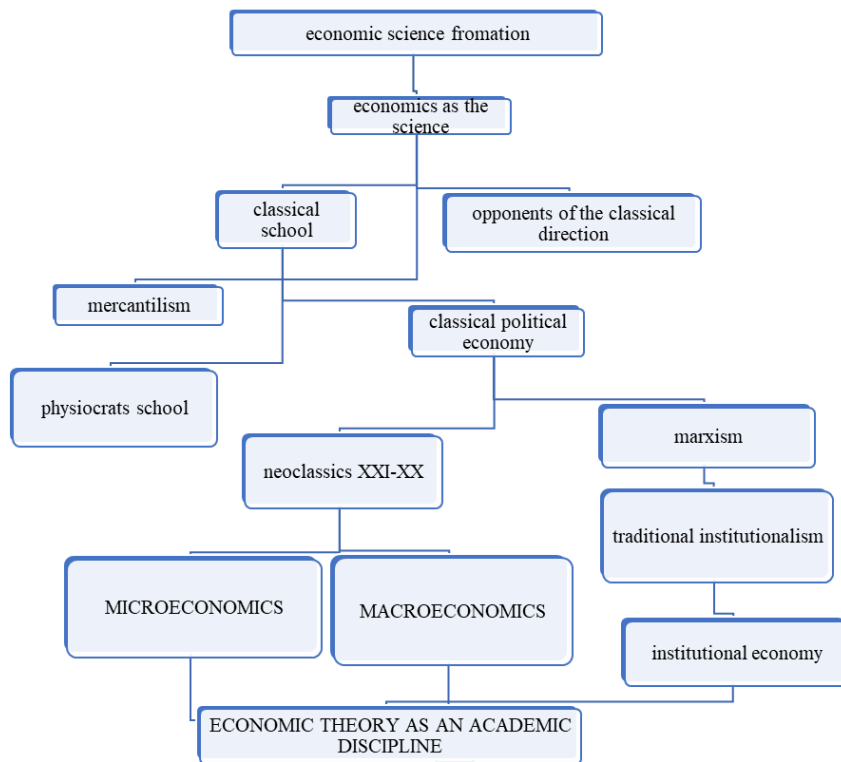 economic science fromation
economics as the
science
classical
school
opponents of the classical
direction
mercantilism
classical political
economy
physiocrats school
marxism
neoclassics XXI-XX
traditional institutionalism
MICROECONOMICS
MACROECONOMICS
institutional economy
ECONOMIC THEORY AS AN ACADEMIC
DISCIPLINE